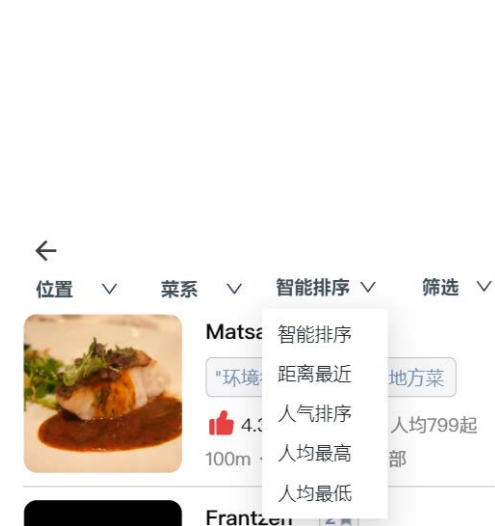 位置 菜系 智能排序 筛选
智能排序
距离最近
人气排序
人均最高
人均最低
Matsa
"环境 地方菜
4.3 人均799起
100m · 部
Frantzen 2